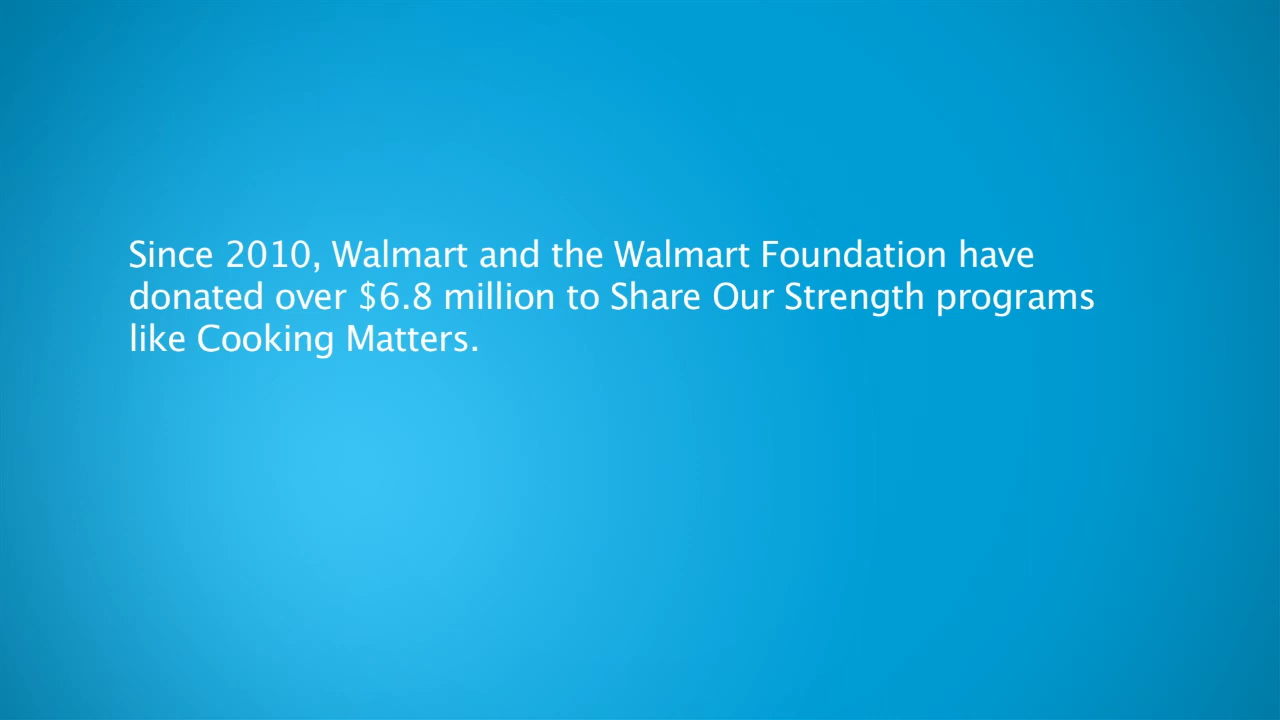 Since 2010, Walmart and the Walmart Foundation have
donated over $6.8 million to Share Our Strength programs
like Cooking Matters.